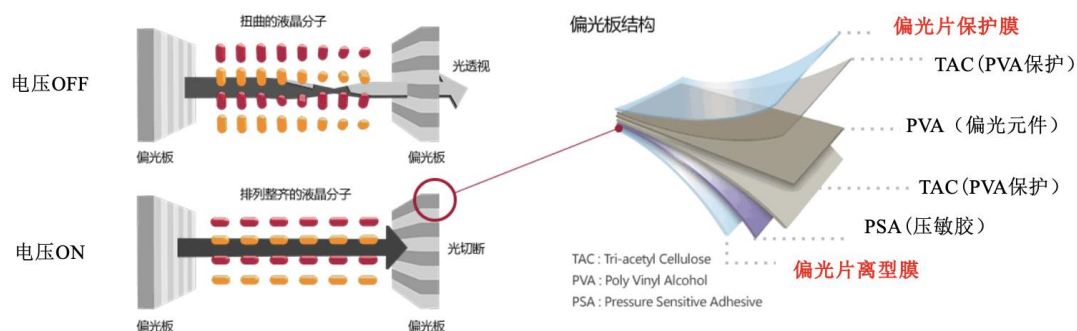 扭曲的液晶分子
电压OFF
光透视
偏光板
偏光板
排列整齐的液晶分子
电压ON
光切断
偏光板
偏光板
偏光板结构
偏光片保护膜
TAC(PVA保护)
PVA（偏光元件）
TAC(PVA保护)
PSA(压敏胶)
偏光片离型膜
TAC : Tri-acetyl Cellulose
PVA : Poly Vinyl Alcohol
PSA : Pressure Sensitive Adhesive